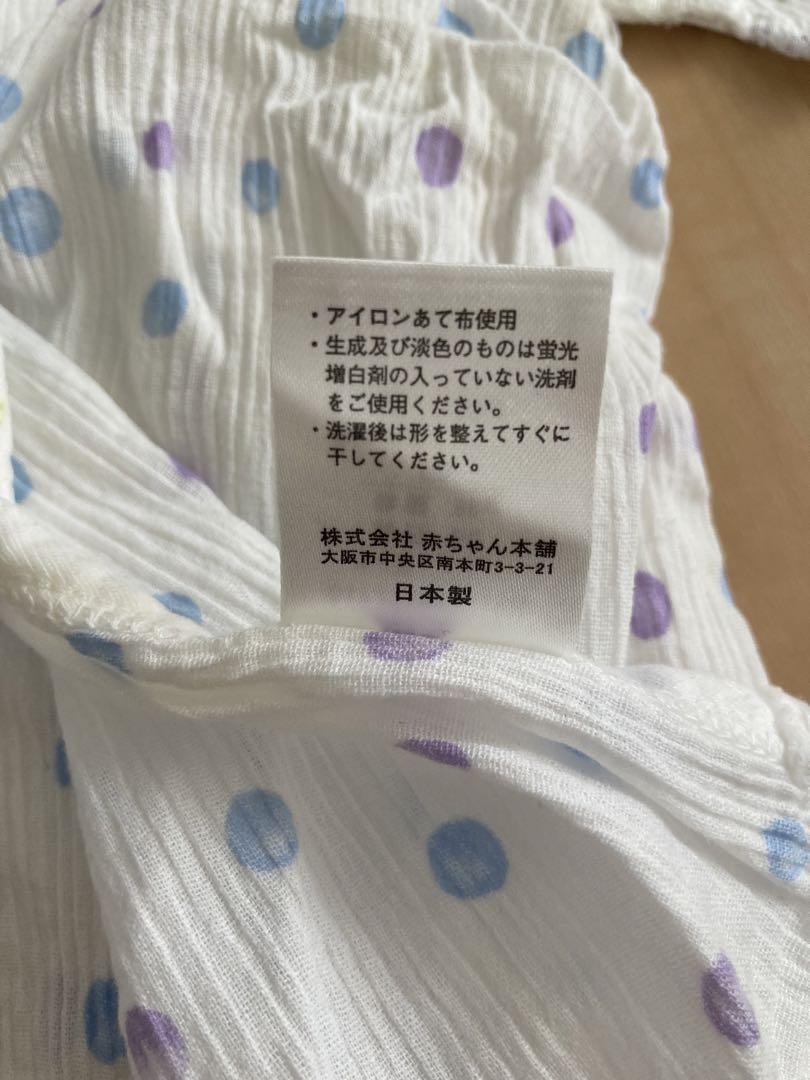 ・アイロンあて布使用
・生成及び淡色のものは蛍光
増白剤の入っていない洗剤
をご使用ください。
・洗濯後は形を整えてすぐに
干してください。
株式会社 赤ちゃん本舗
大阪市中央区南本町3-3-21
日本製